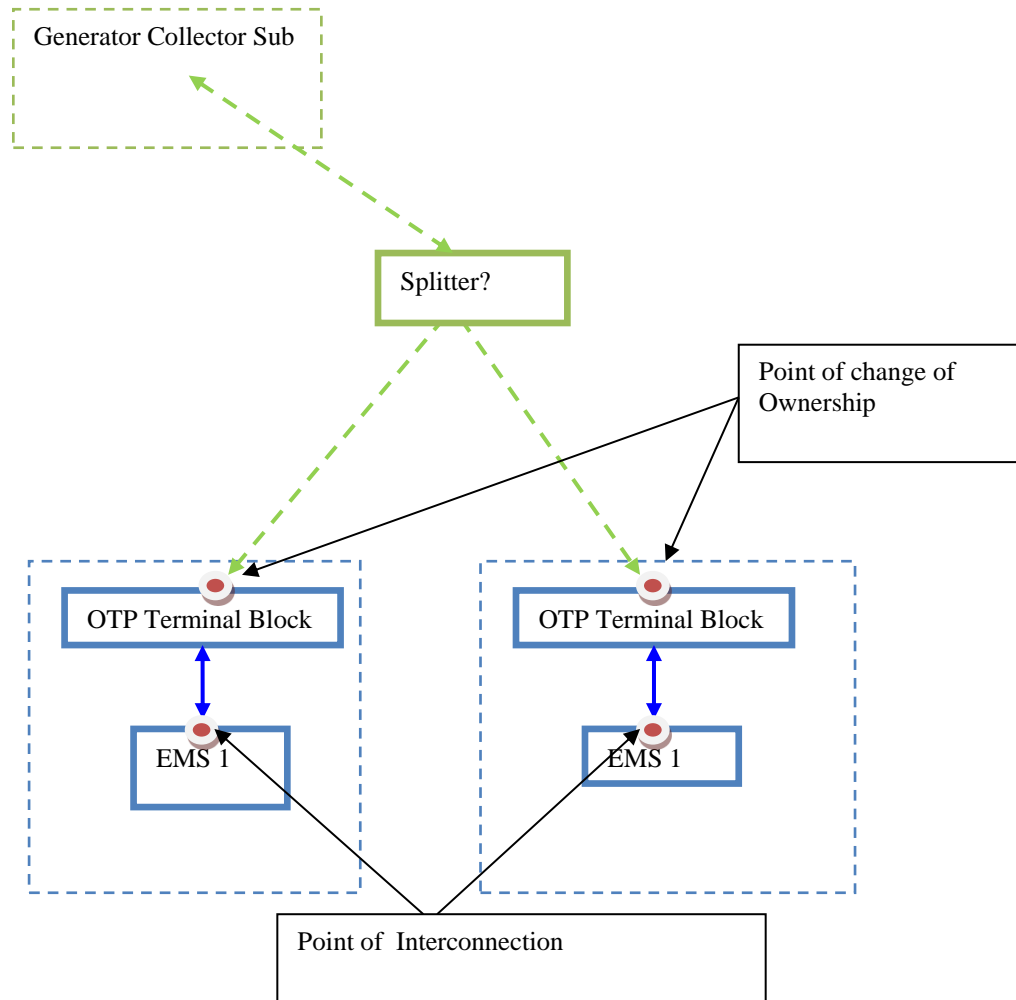 Generator Collector Sub
Splitter?
Point of change of
Ownership
OTP Terminal Block
OTP Terminal Block
EMS 1
EMS 1
Point of  Interconnection